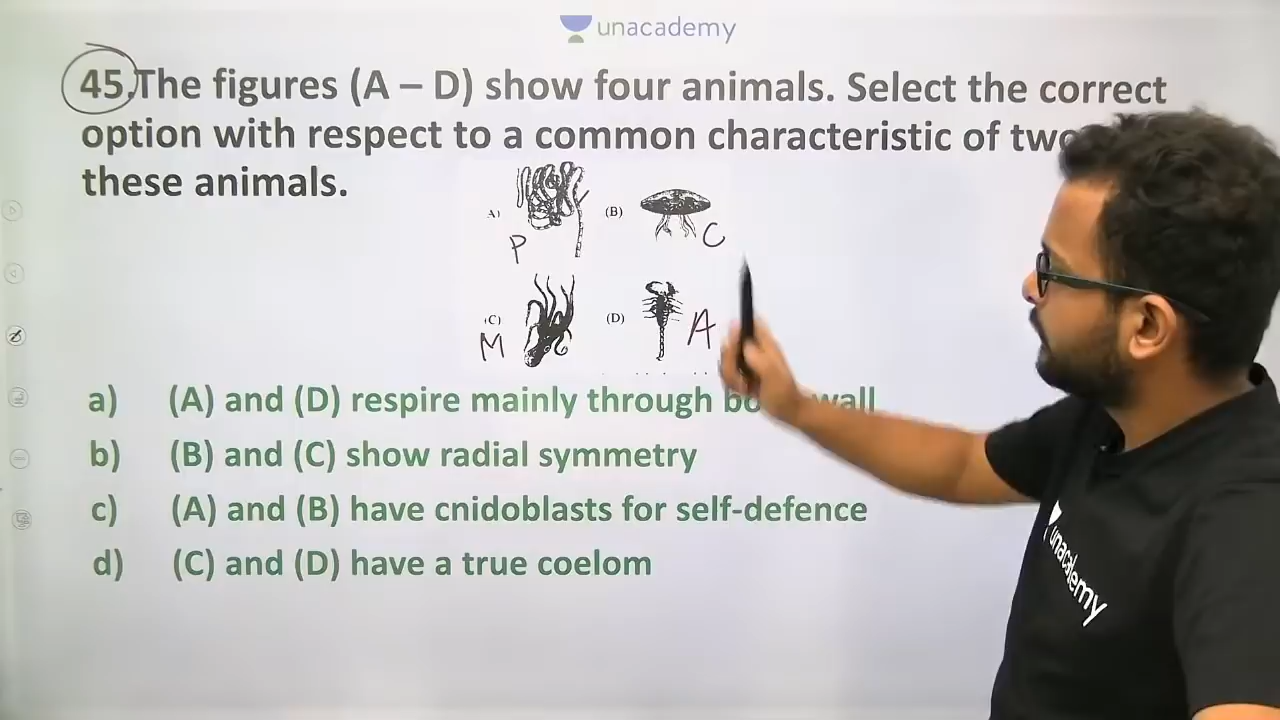 unacademy
45.The figures (A – D) show four animals. Select the correct
option with respect to a common characteristic of two
these animals.
A) (B)
P C
(C) (D)
M A
a) (A) and (D) respire mainly through wall
b) (B) and (C) show radial symmetry
c) (A) and (B) have cnidoblasts for self-defence
d) (C) and (D) have a true coelom
unacademy